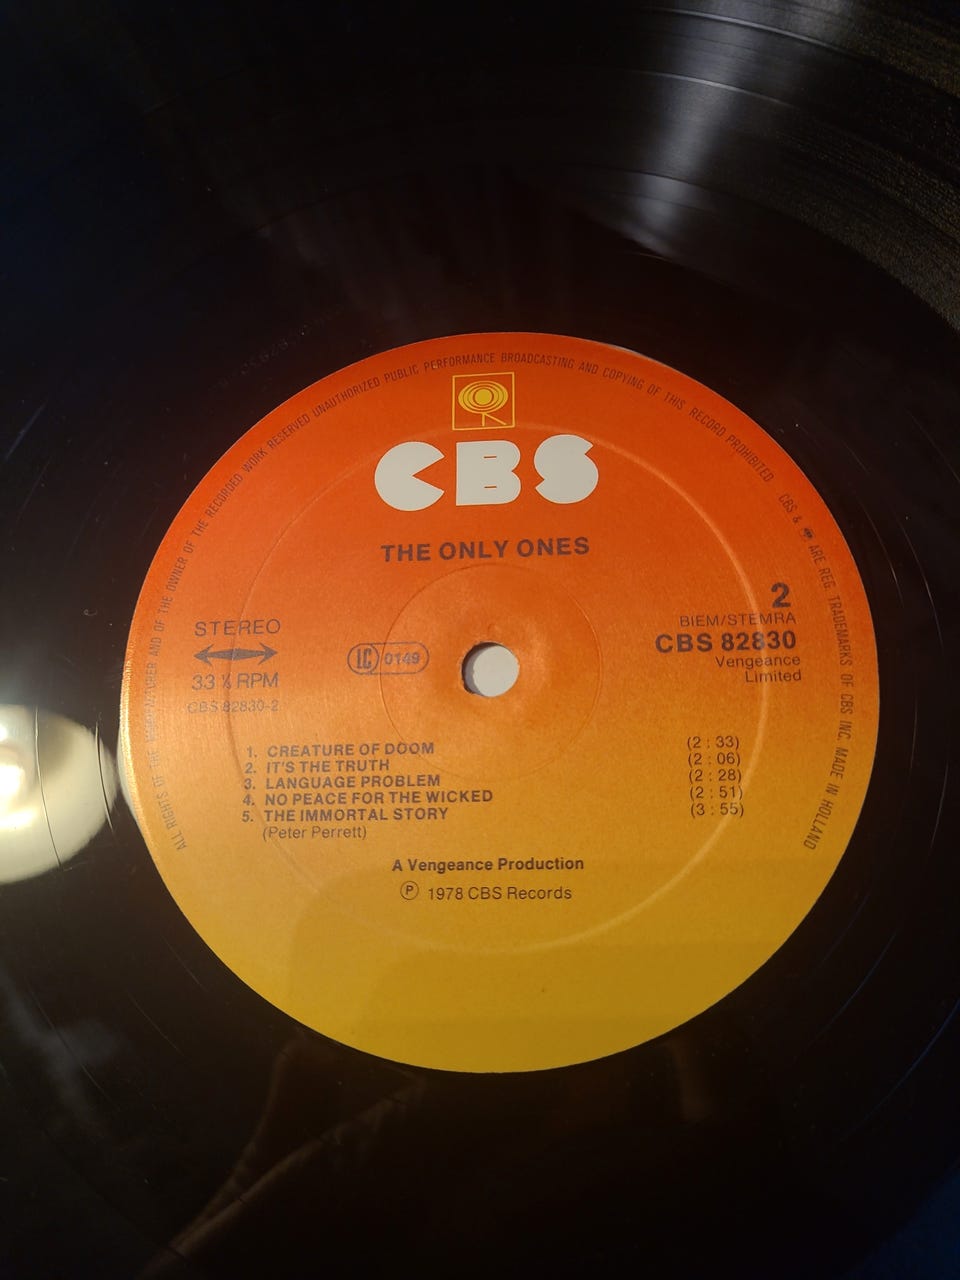 ALL RIGHTS OF THE MANUFACTURER AND OF THE OWNER OF THE RECORDED WORK RESERVED UNAUTHORIZED PUBLIC PERFORMANCE BROADCASTING AND COPYING OF THIS RECORD PROHIBITED CBS & ARE REG. TRADEMARKS OF CBS INC. MADE IN HOLLAND
CBS
THE ONLY ONES
2
BIEM/STEMRA
CBS 82830
Vengeance
Limited
STEREO
33 ⅓ RPM
CBS 82830-2
LC 0149
1. CREATURE OF DOOM (2 : 33)
2. IT'S THE TRUTH (2 : 06)
3. LANGUAGE PROBLEM (2 : 28)
4. NO PEACE FOR THE WICKED (2 : 51)
5. THE IMMORTAL STORY (3 : 55)
(Peter Perrett)
A Vengeance Production
Ⓟ 1978 CBS Records